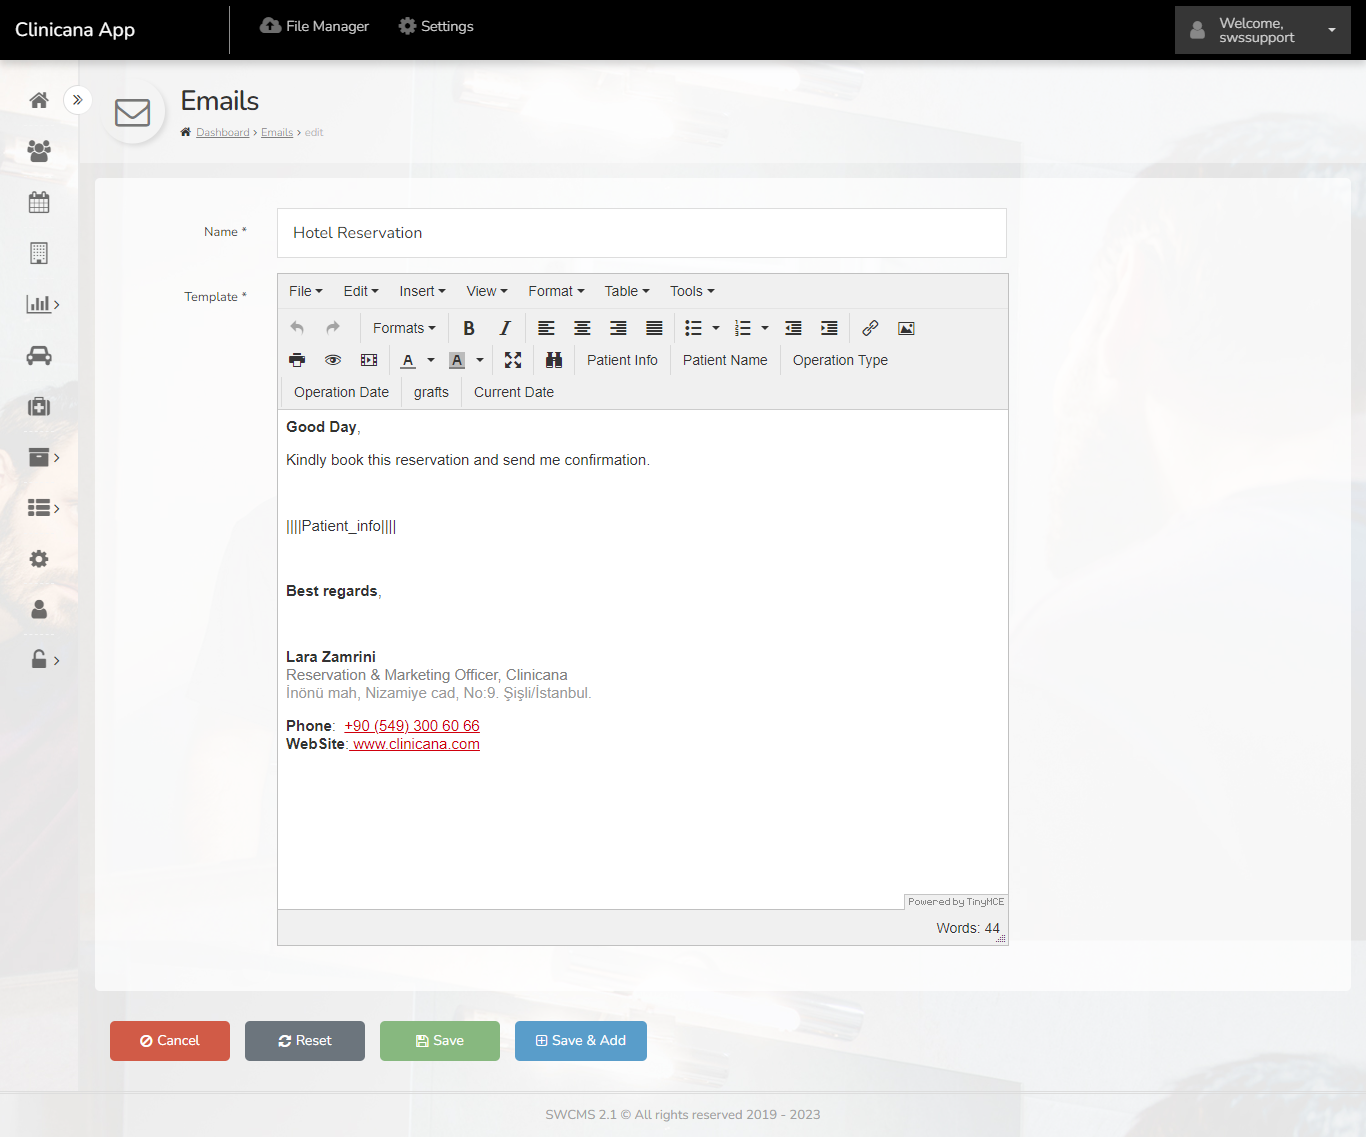 Clinicana App
File Manager
Settings
Welcome,
swssupport
Emails
Dashboard > Emails > edit
Name *
Hotel Reservation
Template *
File Edit Insert View Format Table Tools
Formats B I
A A Patient Info Patient Name Operation Type
Operation Date grafts Current Date
Good Day,
Kindly book this reservation and send me confirmation.
||||Patient_info||||
Best regards,
Lara Zamrini
Reservation & Marketing Officer, Clinicana
İnönü mah, Nizamiye cad, No:9. Şişli/İstanbul.
Phone: +90 (549) 300 60 66
WebSite: www.clinicana.com
Powered by TinyMCE
Words: 44
Cancel Reset Save Save & Add
SWCMS 2.1 © All rights reserved 2019 - 2023